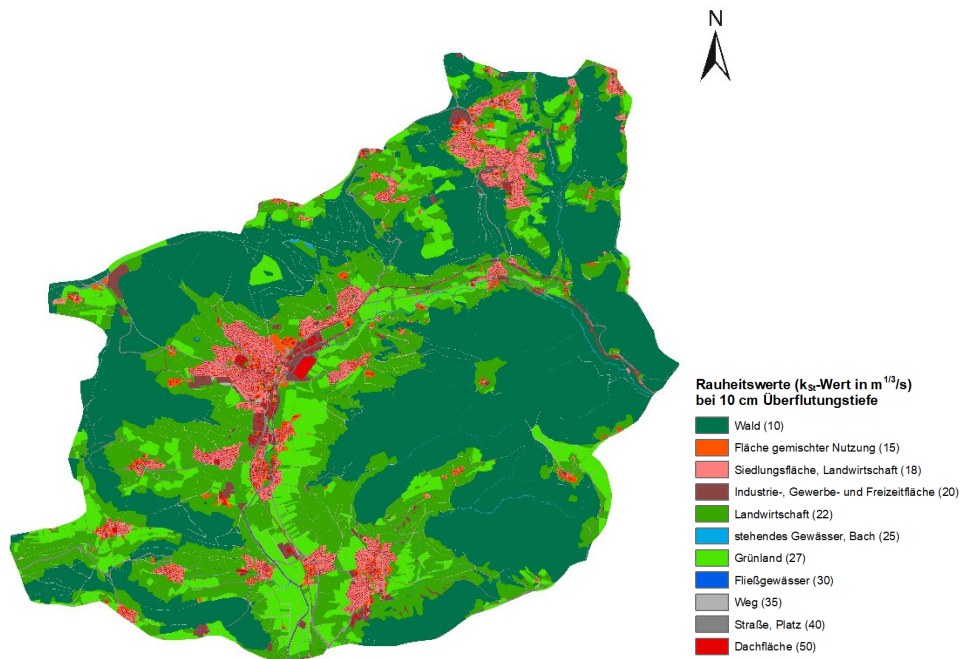 N
Rauheitswerte (kSt-Wert in m1/3/s)
bei 10 cm Überflutungstiefe
Wald (10)
Fläche gemischter Nutzung (15)
Siedlungsfläche, Landwirtschaft (18)
Industrie-, Gewerbe- und Freizeitfläche (20)
Landwirtschaft (22)
stehendes Gewässer, Bach (25)
Grünland (27)
Fließgewässer (30)
Weg (35)
Straße, Platz (40)
Dachfläche (50)